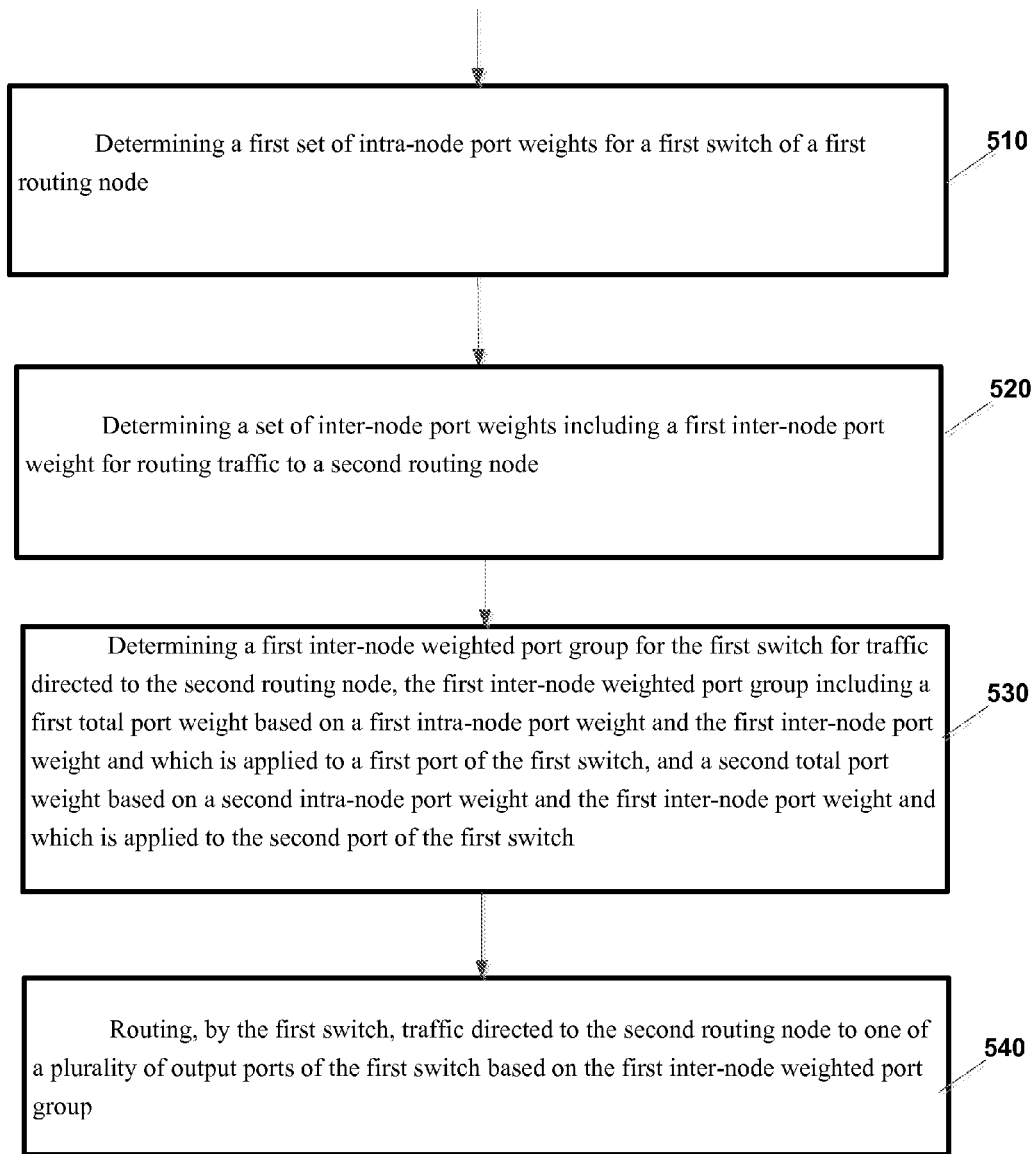 Determining a first set of intra-node port weights for a first switch of a first
routing node
510
Determining a set of inter-node port weights including a first inter-node port
weight for routing traffic to a second routing node
520
Determining a first inter-node weighted port group for the first switch for traffic
directed to the second routing node, the first inter-node weighted port group including a
first total port weight based on a first intra-node port weight and the first inter-node port
weight and which is applied to a first port of the first switch, and a second total port
weight based on a second intra-node port weight and the first inter-node port weight and
which is applied to the second port of the first switch
530
Routing, by the first switch, traffic directed to the second routing node to one of
a plurality of output ports of the first switch based on the first inter-node weighted port
group
540